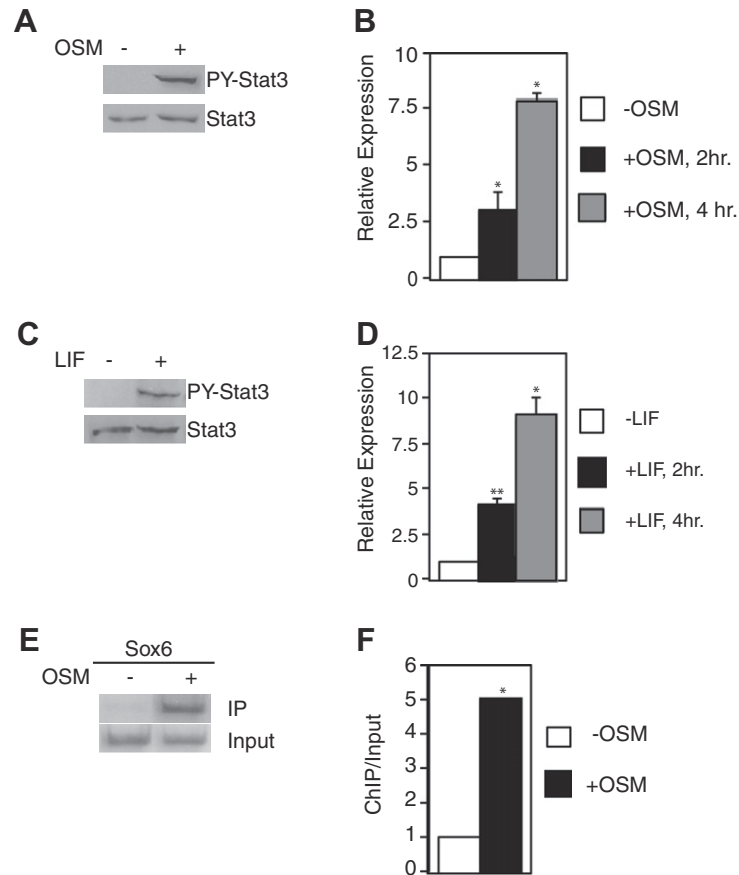 A
OSM - +
PY-Stat3
Stat3
B
10
7.5
5
2.5
0
Relative Expression
*
*
-OSM
+OSM, 2hr.
+OSM, 4 hr.
C
LIF - +
PY-Stat3
Stat3
D
12.5
10
7.5
5
2.5
0
Relative Expression
**
*
-LIF
+LIF, 2hr.
+LIF, 4hr.
E
Sox6
OSM - +
IP
Input
F
6
5
4
3
2
1
0
ChIP/Input
*
-OSM
+OSM